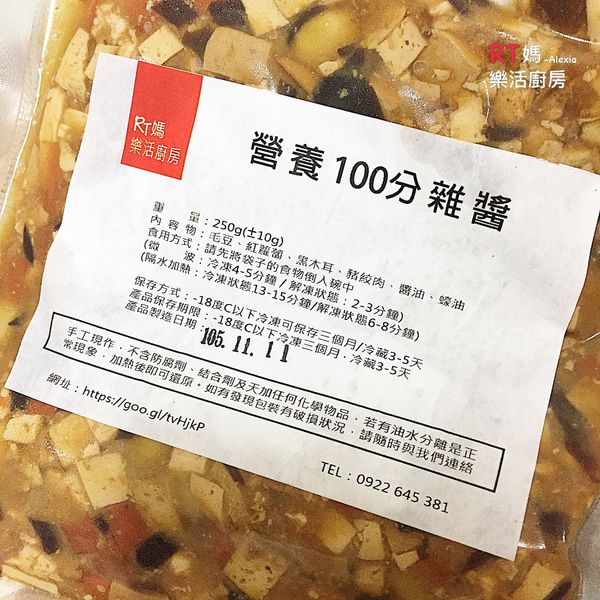 RT媽-Alexia
樂活廚房
RT媽
樂活廚房
營養100分雜醬
重　　量：250g(±10g)
內 容 物：毛豆、紅蘿蔔、黑木耳、豬絞肉、醬油、蠔油
食用方式：請先將袋子的食物倒入碗中
(微　　波：冷凍4-5分鐘 / 解凍狀態：2-3分鐘)
(隔水加熱：冷凍狀態13-15分鐘/解凍狀態6-8分鐘)
保存方式：-18度C以下冷凍可保存三個月/冷藏3-5天
產品保存期限：-18度C以下冷凍三個月．冷藏3-5天
產品製造日期：105. 11. 11
手工現作．不含防腐劑、結合劑及天加任何化學物品．若有油水分離是正
常現象．加熱後即可還原。如有發現包裝有破損狀況．請隨時與我們連絡
網址：https://goo.gl/tvHjkP
TEL：0922 645 381